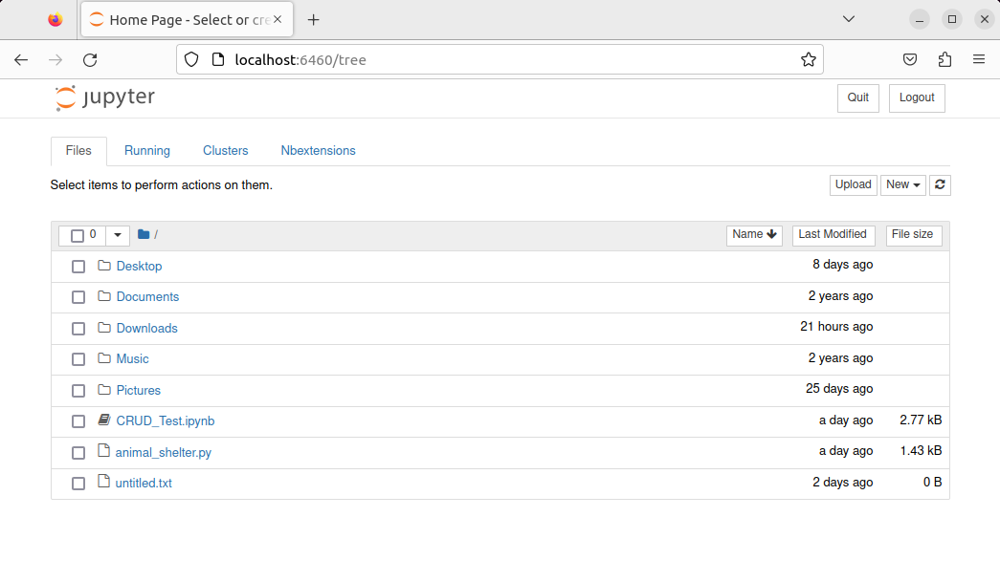 Home Page - Select or cre
localhost:6460/tree
jupyter
Quit
Logout
Files
Running
Clusters
Nbextensions
Select items to perform actions on them.
Upload
New
0
/
Name
Last Modified
File size
Desktop
8 days ago
Documents
2 years ago
Downloads
21 hours ago
Music
2 years ago
Pictures
25 days ago
CRUD_Test.ipynb
a day ago
2.77 kB
animal_shelter.py
a day ago
1.43 kB
untitled.txt
2 days ago
0 B